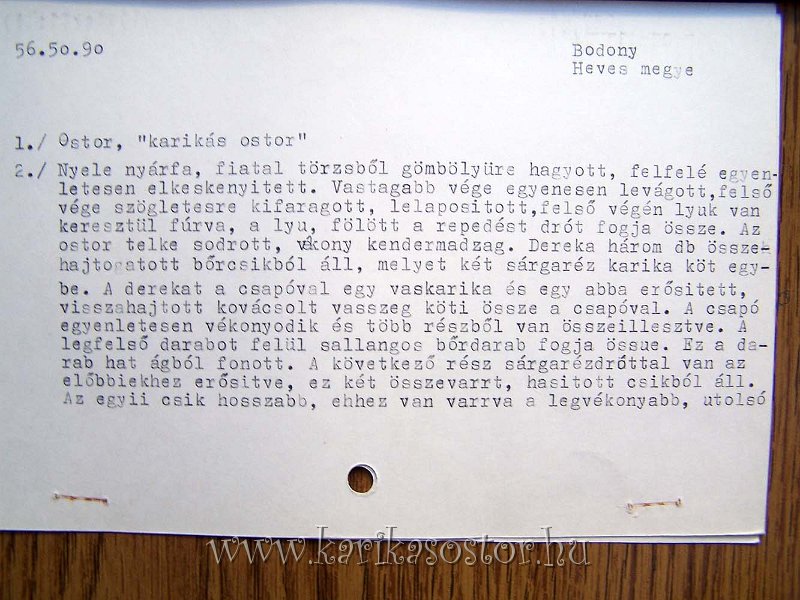 56.50.90
Bodony
Heves megye
1./ Ostor, "karikás ostor"
2./ Nyele nyárfa, fiatal törzsből gömbölyüre hagyott, felfelé egyen-
letesen elkeskenyitett. Vastagabb vége egyenesen levágott,felső
vége szögletesre kifaragott, lelapositott,felső végén lyuk van
keresztül fúrva, a lyu, fölött a repedést drót fogja össze. Az
ostor telke sodrott, vékony kendermadzag. Dereka három db össze-
hajtogatott bőrcsikból áll, melyet két sárgaréz karika köt egy-
be. A derekat a csapóval egy vaskarika és egy abba erősitett,
visszahajtott kovácsolt vasszeg köti össze a csapóval. A csapó
egyenletesen vékonyodik és több részből van összeillesztve. A
legfelső darabot felül sallangos bőrdarab fogja össue. Ez a da-
rab hat ágból fonott. A következő rész sárgarézdróttal van az
előbbiekhez erősitve, ez két összevarrt, hasitott csikból áll.
Az egyii csik hosszabb, ehhez van varrva a legvékonyabb, utolsó
www.karikasostor.hu